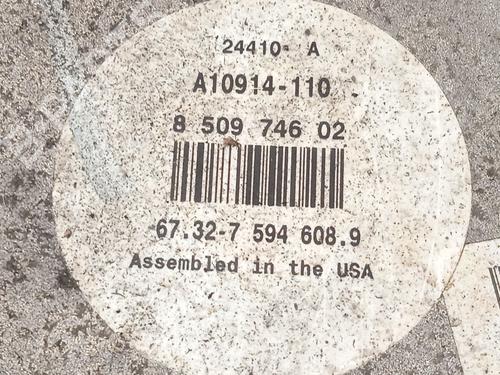 24410- A
A10914-110
8 509 746 02
67.32-7 594 608.9
Assembled in the USA